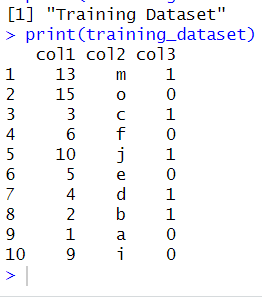 [1] "Training Dataset"
> print(training_dataset)
   col1 col2 col3
1    13    m    1
2    15    o    0
3     3    c    1
4     6    f    0
5    10    j    1
6     5    e    0
7     4    d    1
8     2    b    1
9     1    a    0
10    9    i    0
>